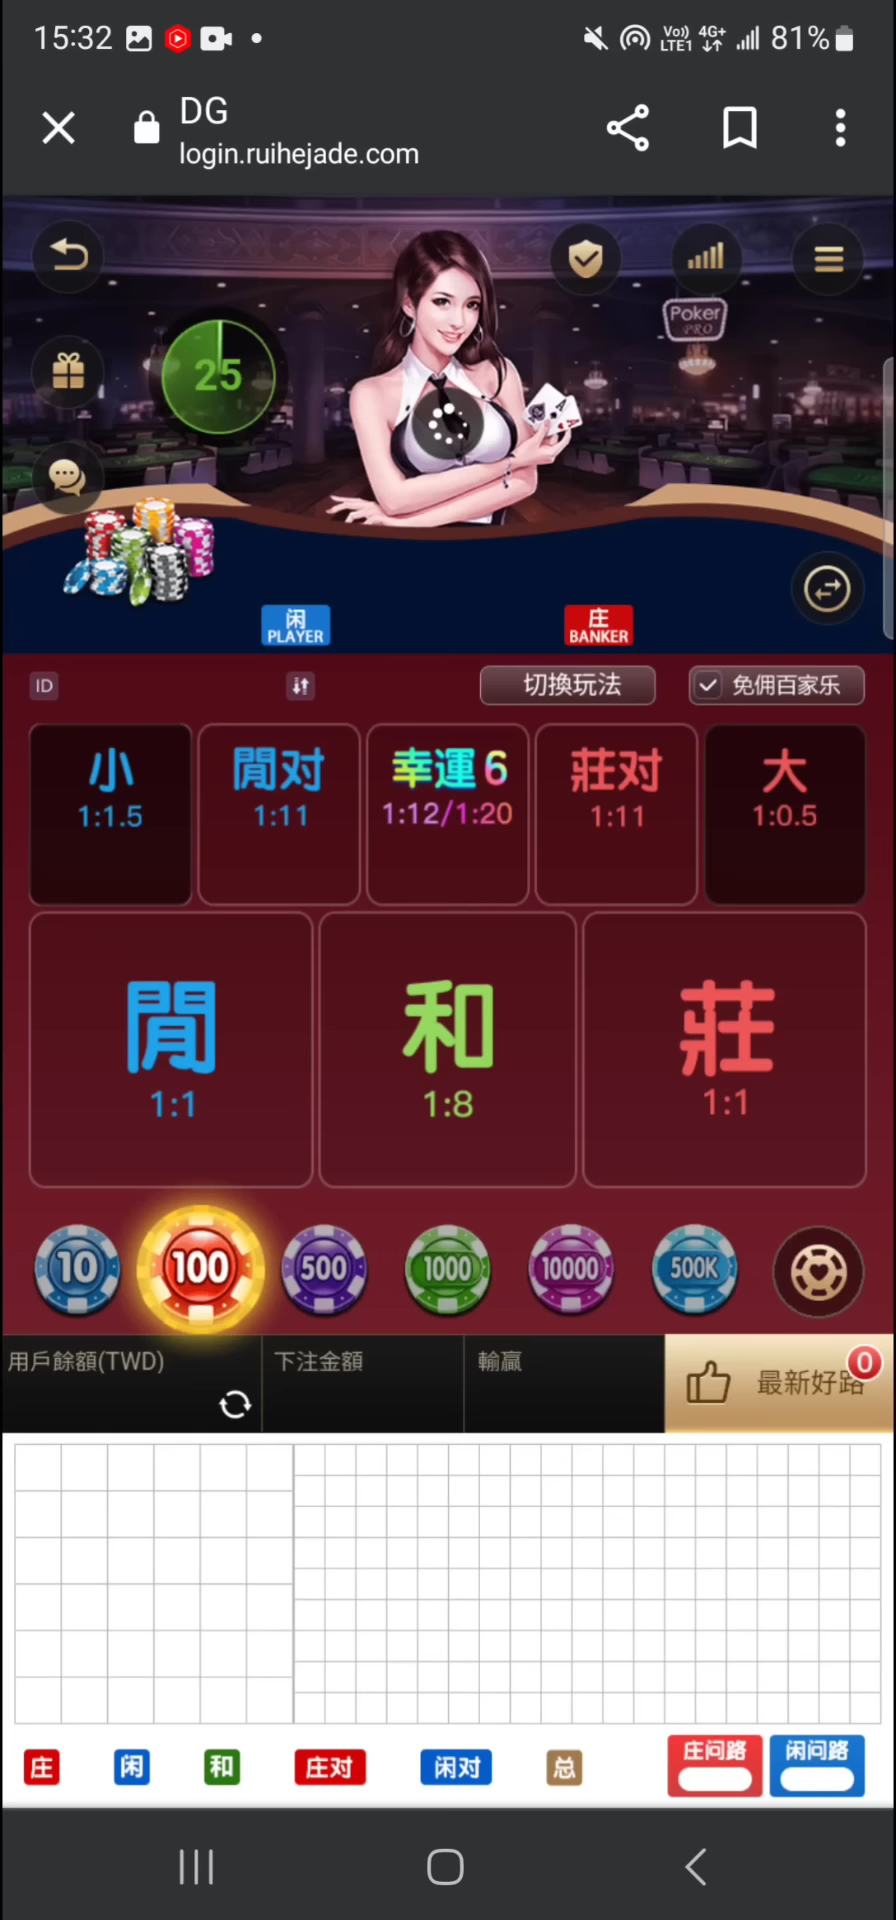 15:32
Vo)) 4G+ 81%
LTE1
DG
login.ruihejade.com
Poker
PRO
25
闲 庄
PLAYER BANKER
ID 切換玩法 免佣百家乐
小 閒对 幸運6 莊对 大
1:1.5 1:11 1:12/1:20 1:11 1:0.5
閒 和 莊
1:1 1:8 1:1
10 100 500 1000 10000 500K
用戶餘額(TWD) 下注金額 輸贏 最新好路 0
庄 闲 和 庄对 闲对 总 庄问路 闲问路